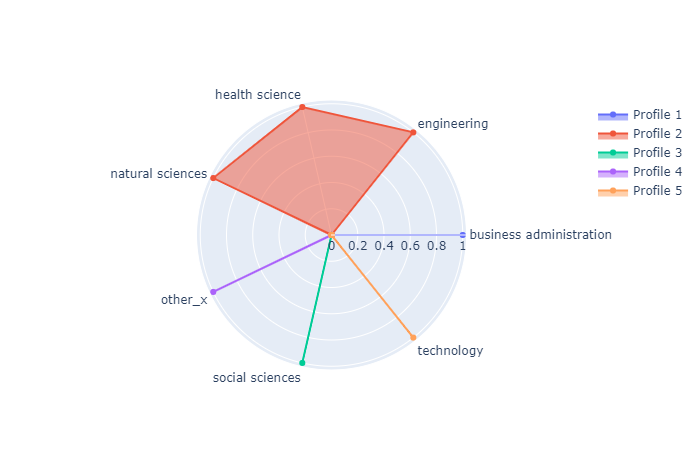 health science
engineering
natural sciences
business administration
0 0.2 0.4 0.6 0.8 1
other_x
technology
social sciences
Profile 1
Profile 2
Profile 3
Profile 4
Profile 5